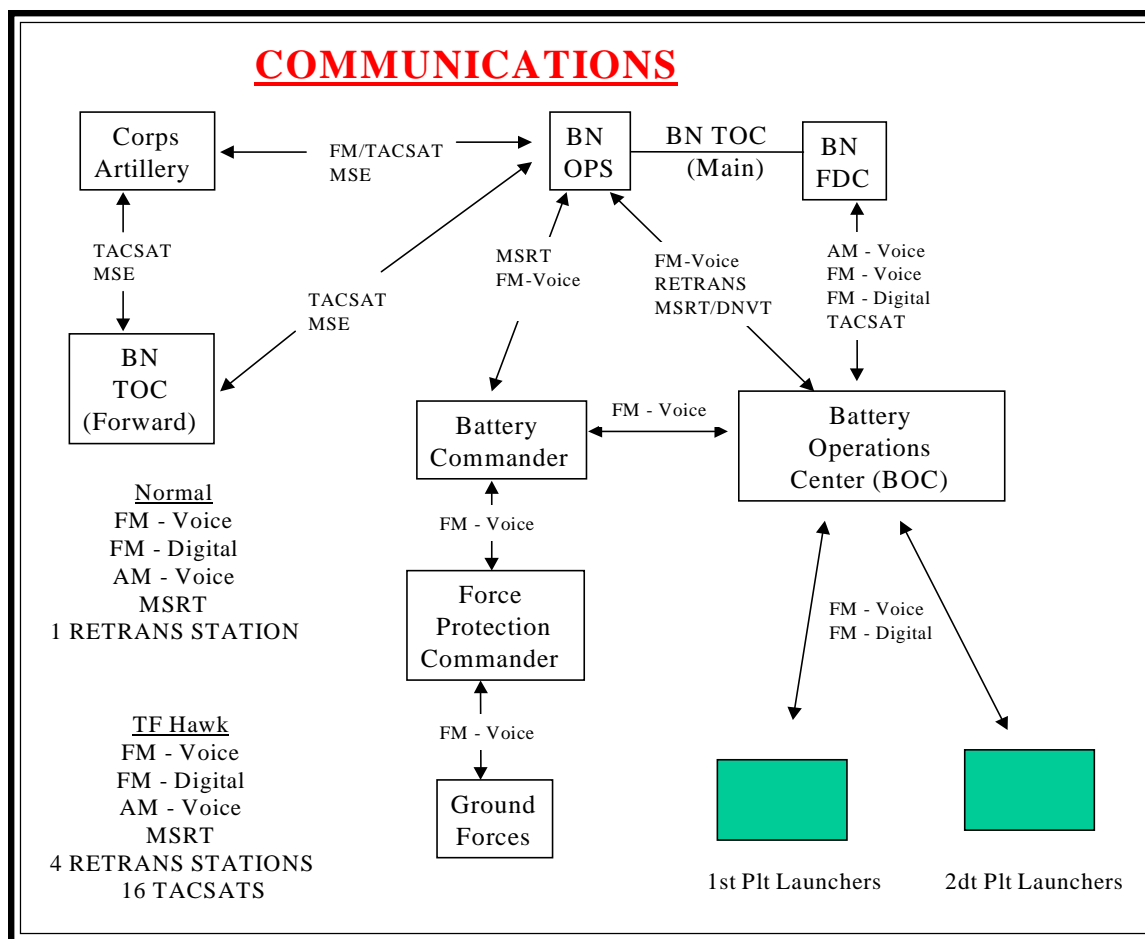 COMMUNICATIONS
Corps
Artillery
FM/TACSAT
MSE
BN
OPS
BN TOC
(Main)
BN
FDC
TACSAT
MSE
TACSAT
MSE
MSRT
FM-Voice
FM-Voice
RETRANS
MSRT/DNVT
AM - Voice
FM - Voice
FM - Digital
TACSAT
BN
TOC
(Forward)
Battery
Commander
FM - Voice
Battery
Operations
Center (BOC)
Normal
FM - Voice
FM - Digital
AM - Voice
MSRT
1 RETRANS STATION
FM - Voice
Force
Protection
Commander
FM - Voice
FM - Digital
TF Hawk
FM - Voice
FM - Digital
AM - Voice
MSRT
4 RETRANS STATIONS
16 TACSATS
FM - Voice
Ground
Forces
1st Plt Launchers
2dt Plt Launchers